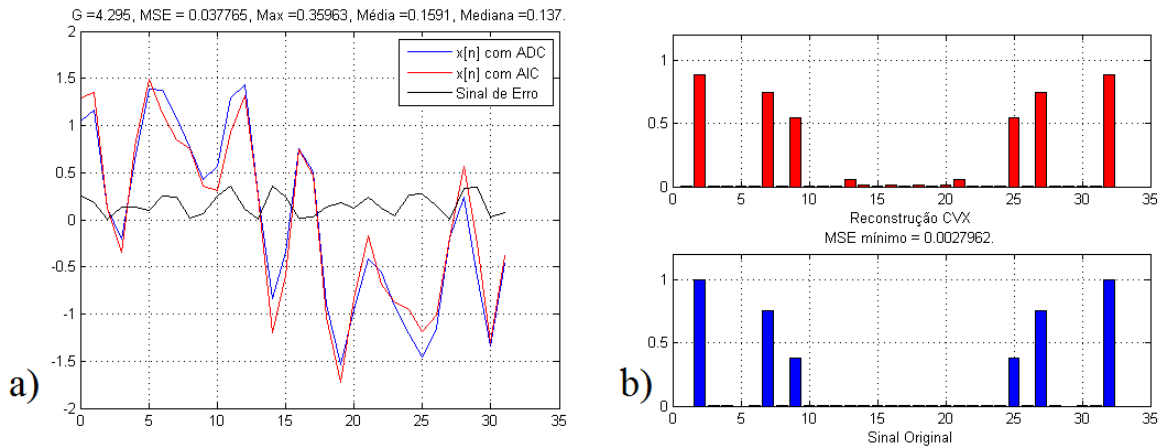 G =4.295, MSE = 0.037765, Max =0.35963, Média =0.1591, Mediana =0.137.
2
1.5
1
0.5
0
-0.5
-1
-1.5
-2
0 5 10 15 20 25 30 35
x[n] com ADC
x[n] com AIC
Sinal de Erro
a)
1
0.5
0
0 5 10 15 20 25 30 35
Reconstrução CVX
MSE mínimo = 0.0027962.
1
0.5
0
0 5 10 15 20 25 30 35
Sinal Original
b)